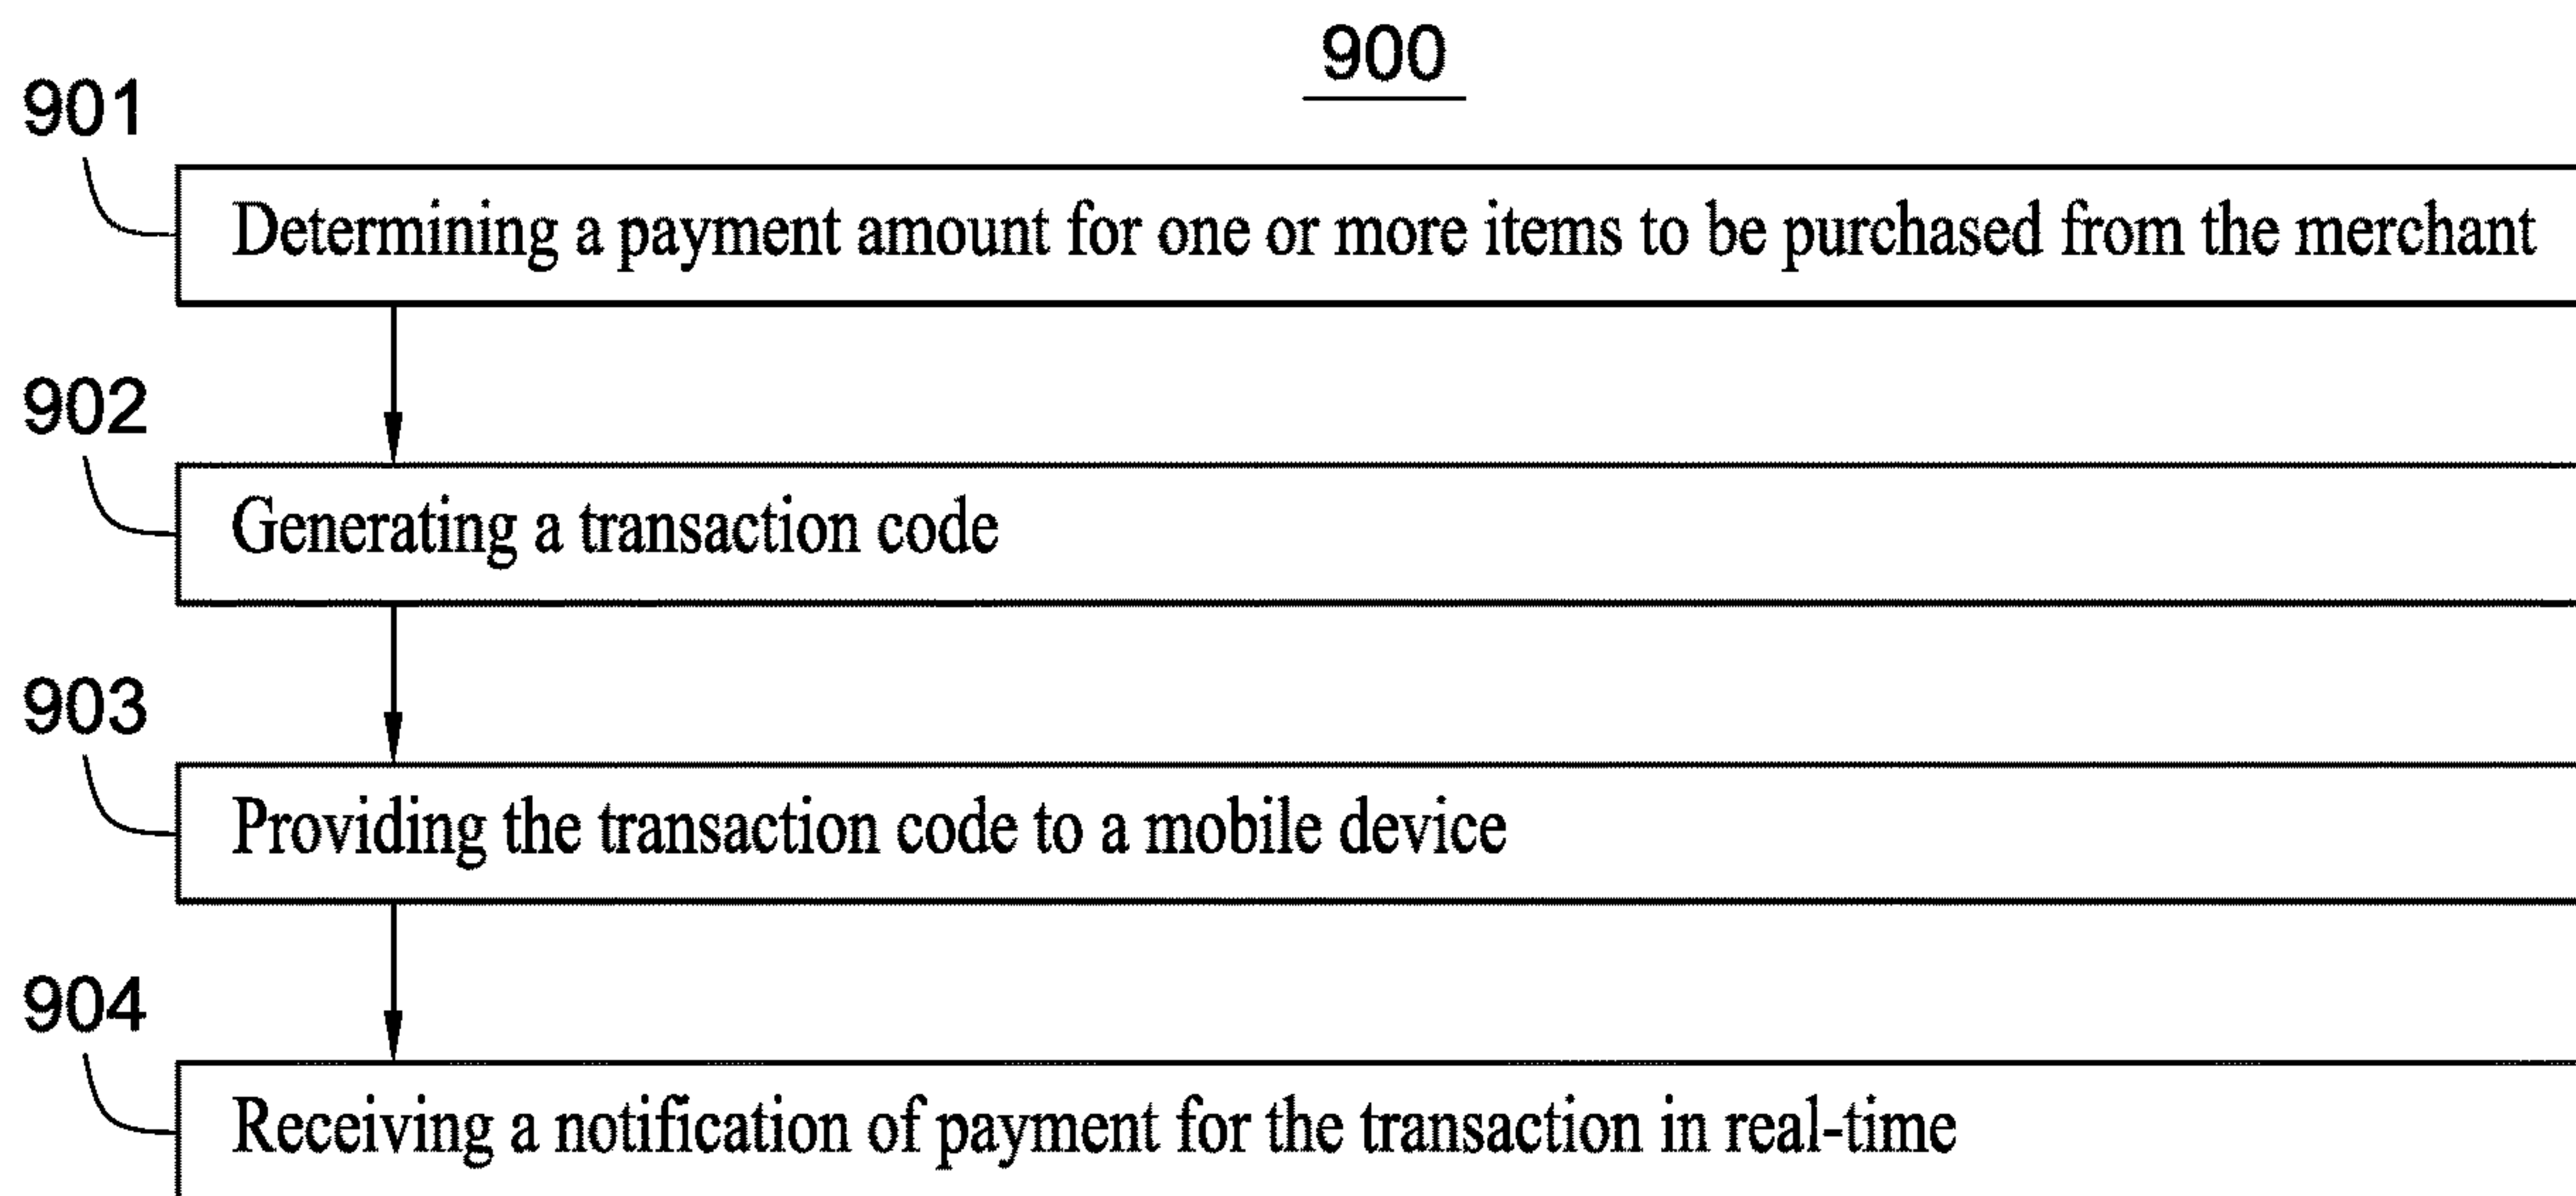 900
901
Determining a payment amount for one or more items to be purchased from the merchant
902
Generating a transaction code
903
Providing the transaction code to a mobile device
904
Receiving a notification of payment for the transaction in real-time